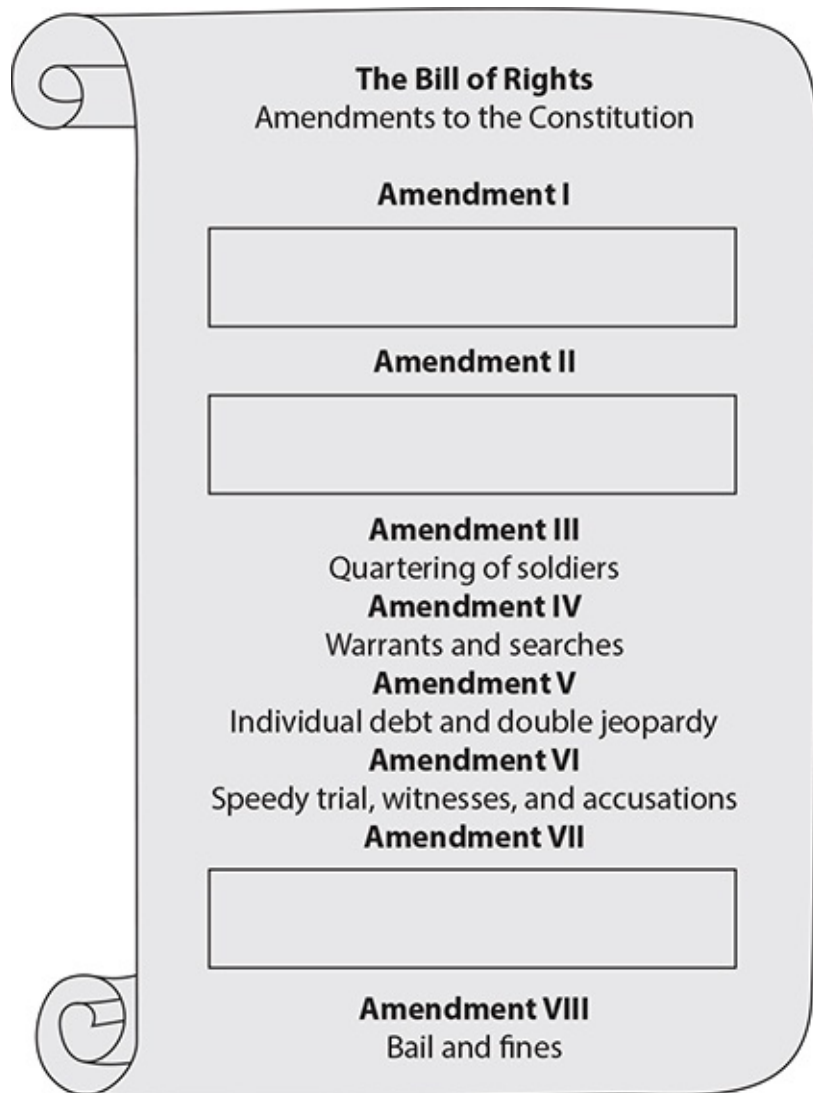 The Bill of Rights
Amendments to the Constitution
Amendment I
Amendment II
Amendment III
Quartering of soldiers
Amendment IV
Warrants and searches
Amendment V
Individual debt and double jeopardy
Amendment VI
Speedy trial, witnesses, and accusations
Amendment VII
Amendment VIII
Bail and fines